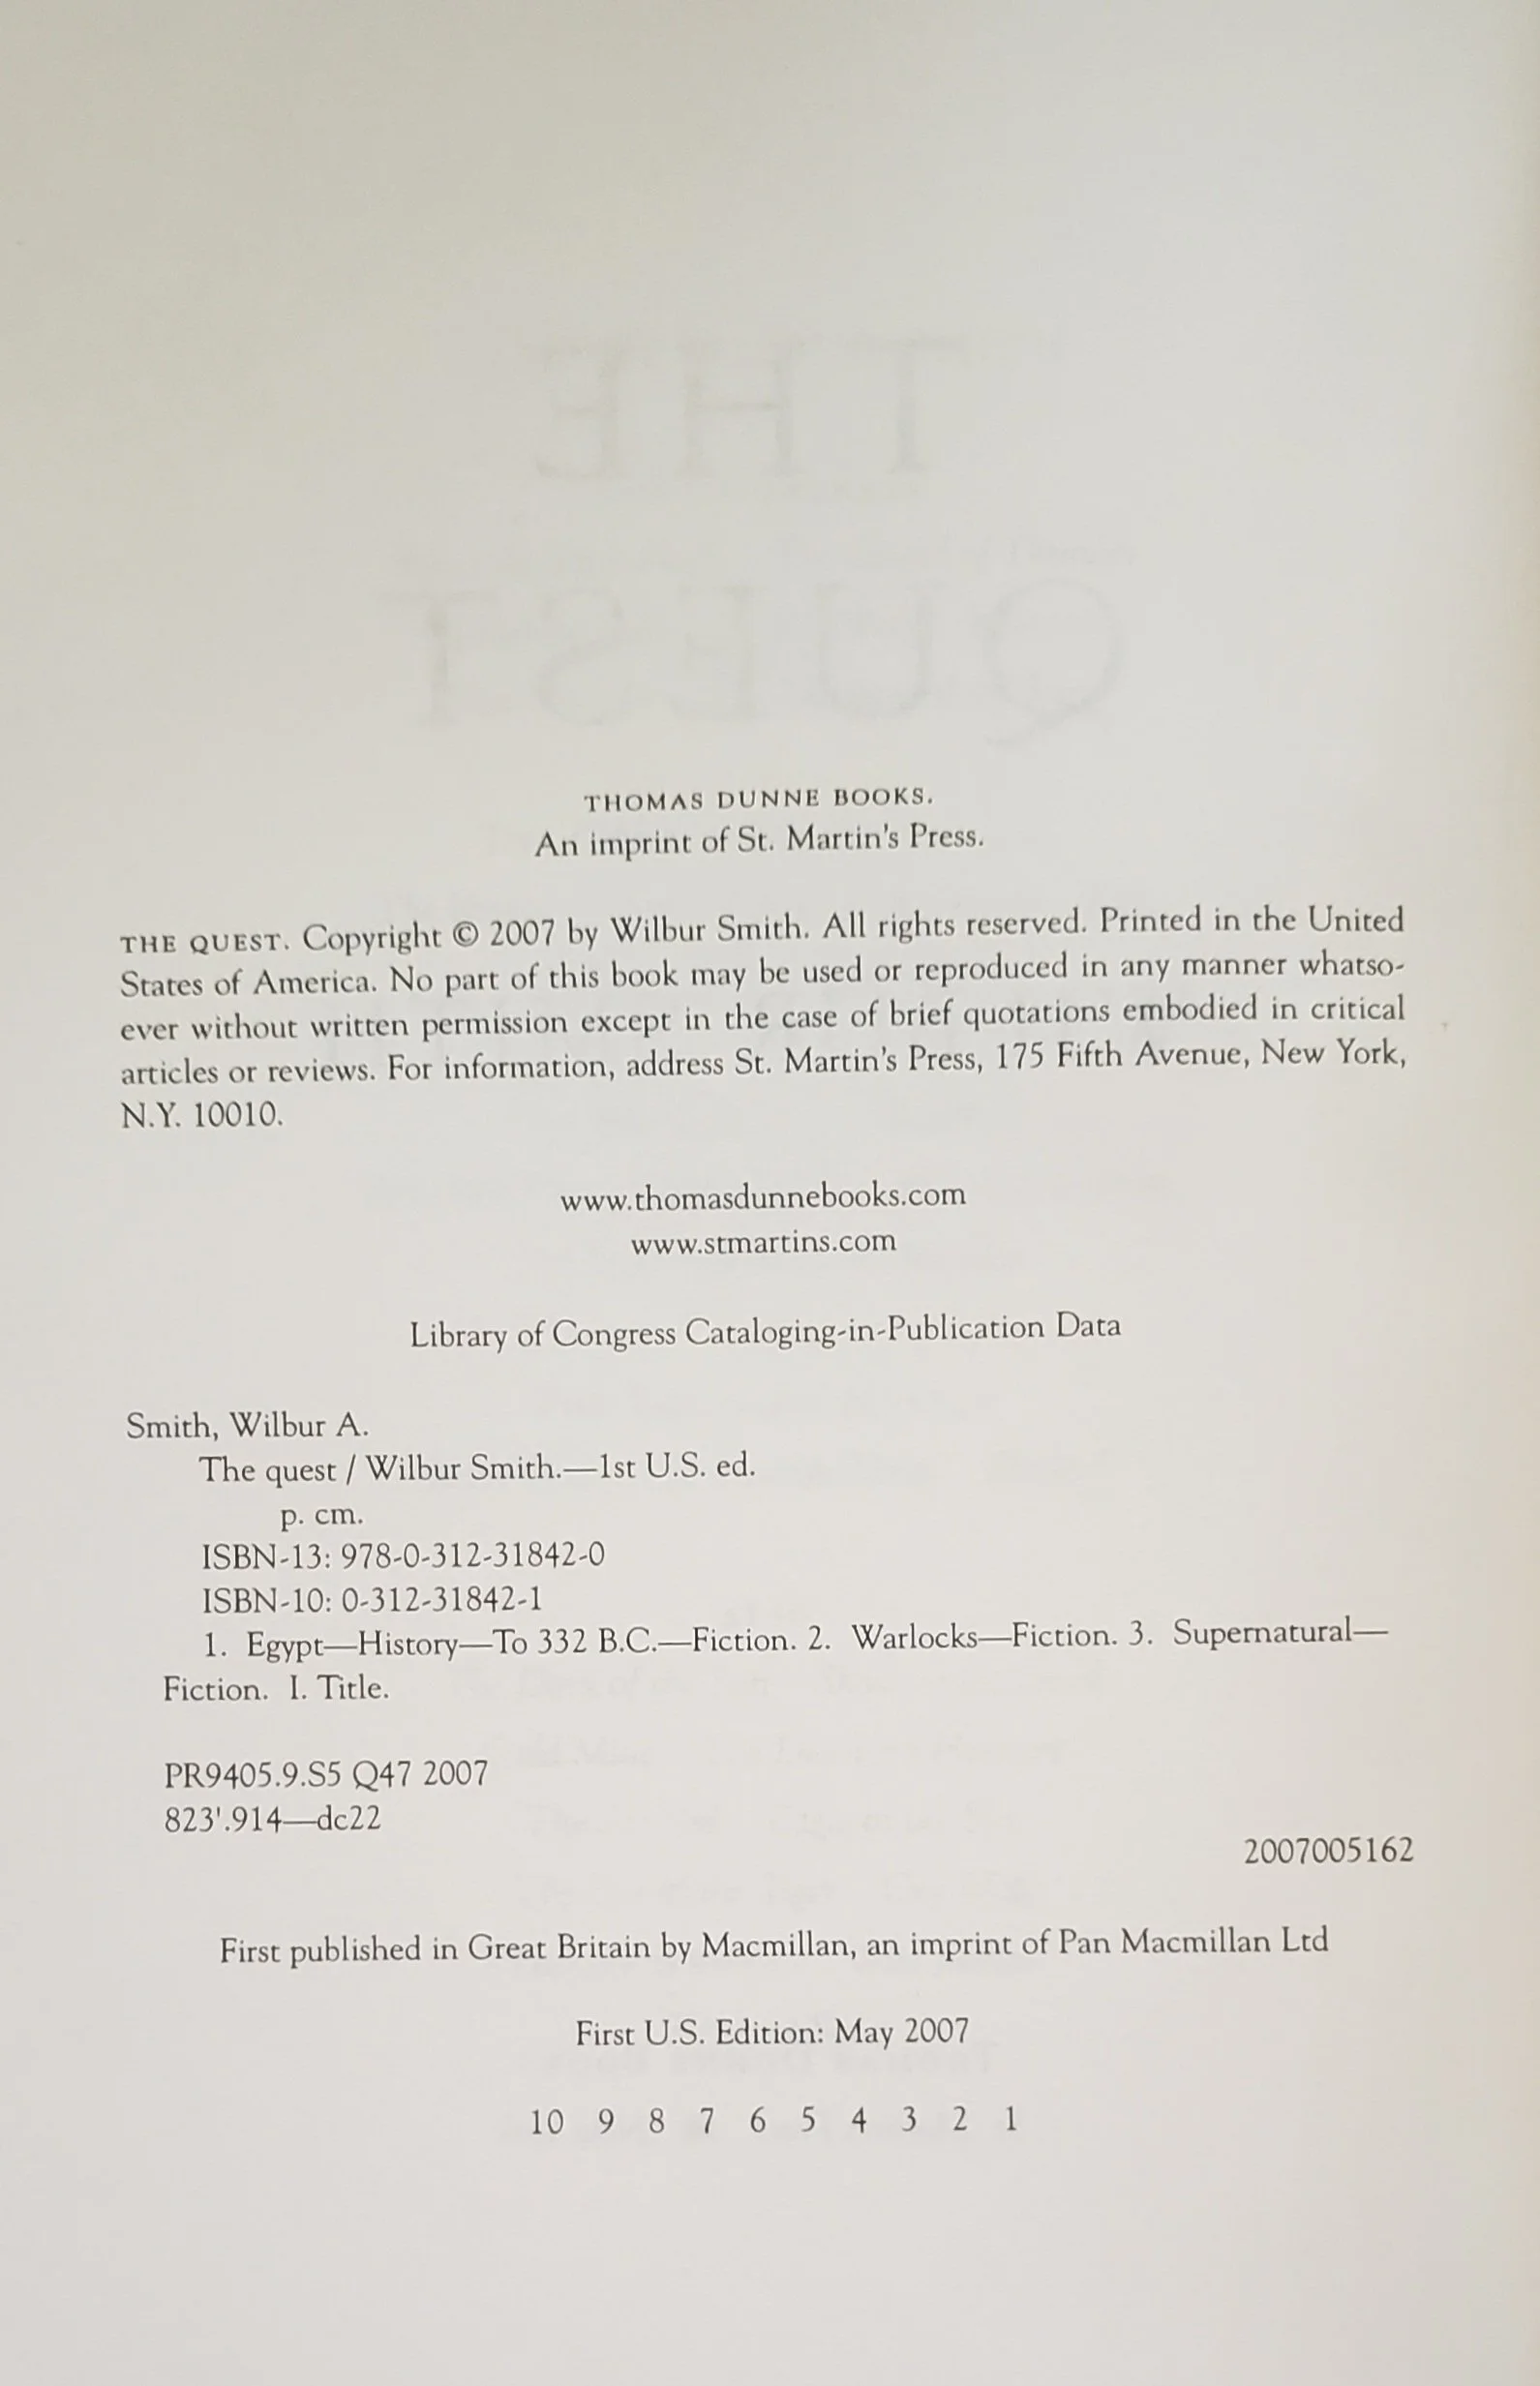 THE
QUEST
THOMAS DUNNE BOOKS.
An imprint of St. Martin's Press.
THE QUEST. Copyright © 2007 by Wilbur Smith. All rights reserved. Printed in the United
States of America. No part of this book may be used or reproduced in any manner whatso-
ever without written permission except in the case of brief quotations embodied in critical
articles or reviews. For information, address St. Martin's Press, 175 Fifth Avenue, New York,
N.Y. 10010.
www.thomasdunnebooks.com
www.stmartins.com
Library of Congress Cataloging-in-Publication Data
Smith, Wilbur A.
The quest / Wilbur Smith.—1st U.S. ed.
p. cm.
ISBN-13: 978-0-312-31842-0
ISBN-10: 0-312-31842-1
1. Egypt—History—To 332 B.C.—Fiction. 2. Warlocks—Fiction. 3. Supernatural—
Fiction. I. Title.
PR9405.9.S5 Q47 2007
823'.914—dc22
2007005162
First published in Great Britain by Macmillan, an imprint of Pan Macmillan Ltd
First U.S. Edition: May 2007
10 9 8 7 6 5 4 3 2 1